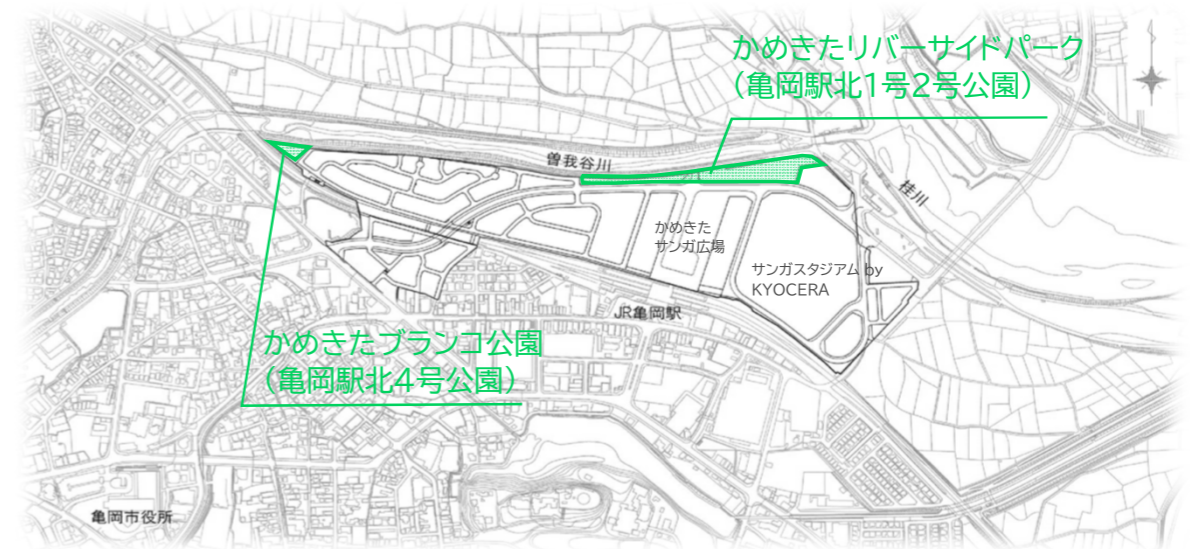 かめきたリバーサイドパーク
(亀岡駅北1号2号公園)
曽我谷川
桂川
かめきた
サンガ広場
サンガスタジアム by
KYOCERA
JR亀岡駅
かめきたブランコ公園
(亀岡駅北4号公園)
亀岡市役所